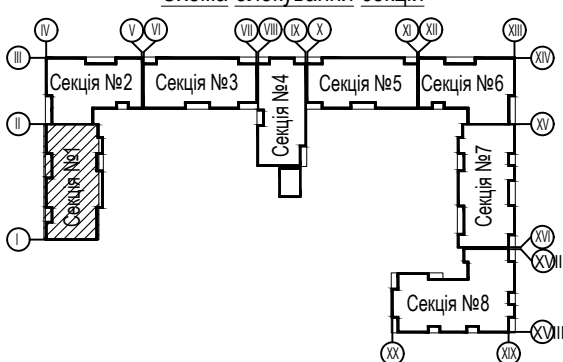 Схема блокування секцій
IV V VI VII VIII IX X XI XII XIII
III XIV
Секція №2 Секція №3 Секція №4 Секція №5 Секція №6
II XV
Секція №1 Секція №7
I XVI
XVII
Секція №8
XVIII
XX XIX